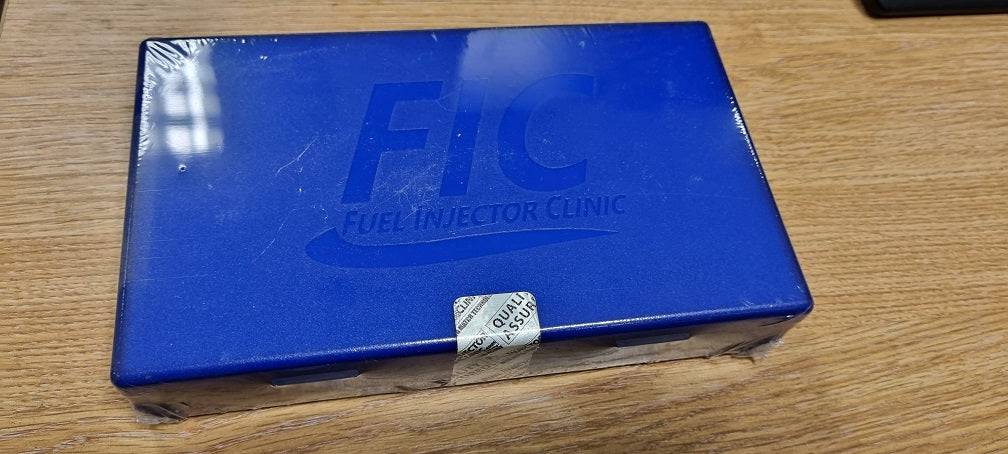 FIC
FUEL INJECTOR CLINIC
QUALI
ASSUR